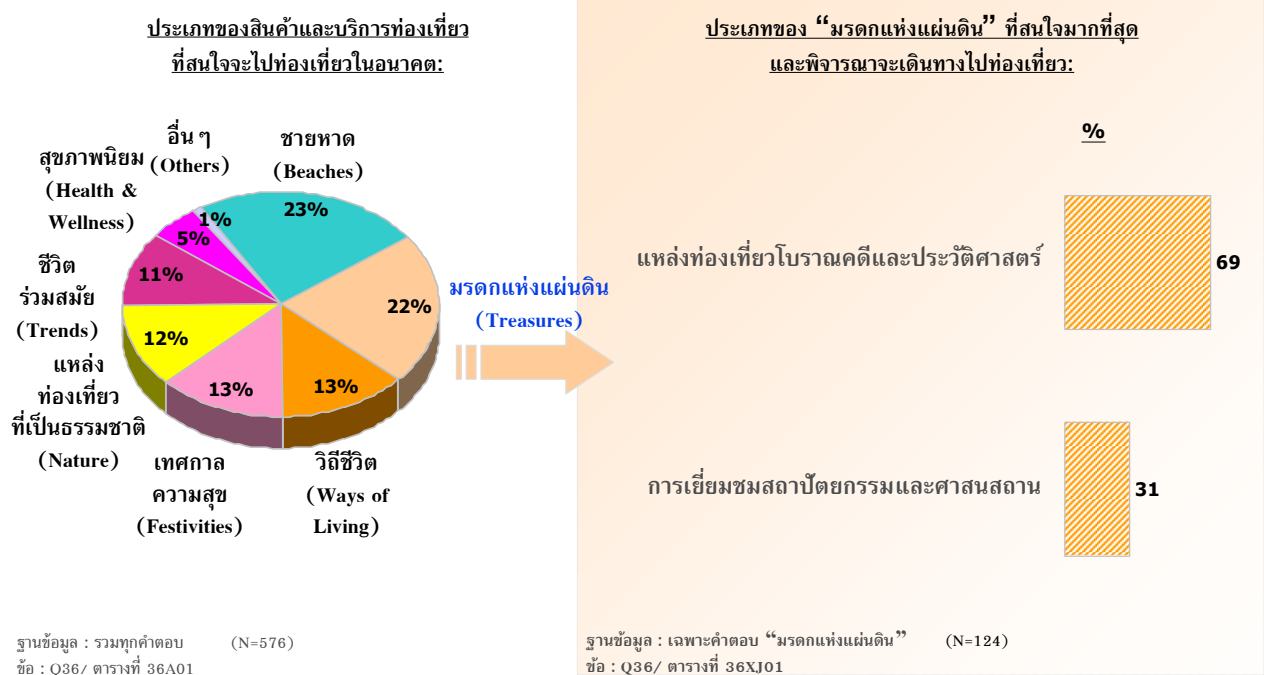 ประเภทของสินค้าและบริการท่องเที่ยว
ที่สนใจจะไปท่องเที่ยวในอนาคต:
อื่น ๆ
(Others)
ชายหาด
(Beaches)
สุขภาพนิยม
(Health &
Wellness)
1%
23%
5%
ชีวิต
ร่วมสมัย
(Trends)
11%
22%
มรดกแห่งแผ่นดิน
(Treasures)
12%
แหล่ง
ท่องเที่ยว
ที่เป็นธรรมชาติ
(Nature)
13%
13%
เทศกาล
ความสุข
(Festivities)
วิถีชีวิต
(Ways of
Living)
ฐานข้อมูล : รวมทุกคำตอบ (N=576)
ข้อ : Q36/ ตารางที่ 36A01
ประเภทของ “มรดกแห่งแผ่นดิน” ที่สนใจมากที่สุด
และพิจารณาจะเดินทางไปท่องเที่ยว:
%
แหล่งท่องเที่ยวโบราณคดีและประวัติศาสตร์
69
การเยี่ยมชมสถาปัตยกรรมและศาสนสถาน
31
ฐานข้อมูล : เฉพาะคำตอบ “มรดกแห่งแผ่นดิน” (N=124)
ข้อ : Q36/ ตารางที่ 36XJ01